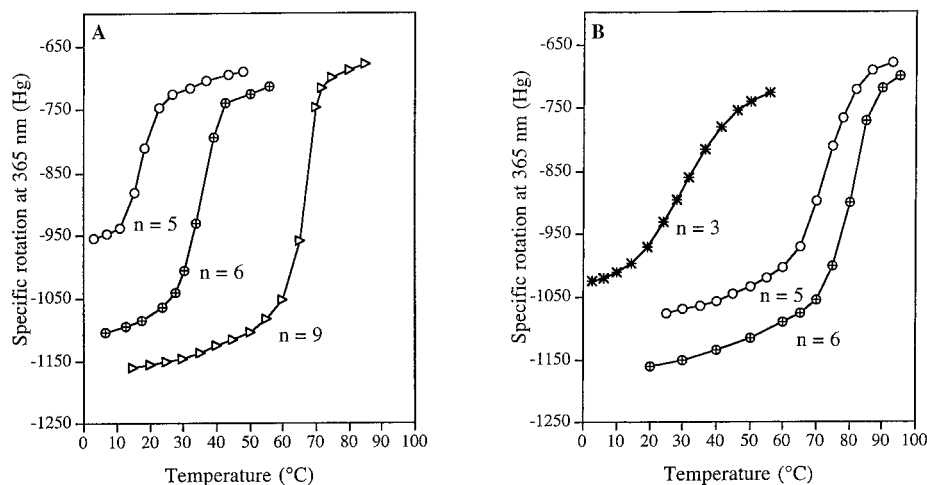 A
Specific rotation at 365 nm (Hg)
-650
-750
-850
-950
-1050
-1150
-1250
n = 5
n = 6
n = 9
0 10 20 30 40 50 60 70 80 90 100
Temperature (°C)
B
Specific rotation at 365 nm (Hg)
-650
-750
-850
-950
-1050
-1150
-1250
n = 3
n = 5
n = 6
0 10 20 30 40 50 60 70 80 90 100
Temperature (°C)